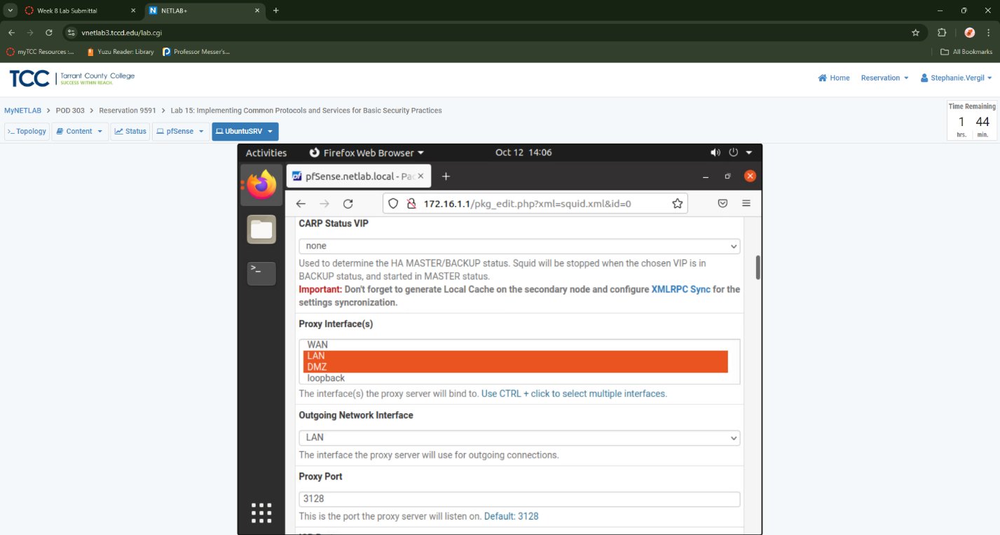 Week 8 Lab Submittal
NETLAB+
vnetlab3.tccd.edu/lab.cgi
myTCC Resources :...
Yuzu Reader: Library
Professor Messer's...
All Bookmarks
TCC
Tarrant County College
SUCCESS WITHIN REACH.
Home
Reservation
Stephanie.Vergil
MyNETLAB > POD 303 > Reservation 9591 > Lab 15: Implementing Common Protocols and Services for Basic Security Practices
Time Remaining
1 44
hrs. min.
>_ Topology
Content
Status
pfSense
UbuntuSRV
Activities
Firefox Web Browser
Oct 12 14:06
pfSense.netlab.local - Pac
172.16.1.1/pkg_edit.php?xml=squid.xml&id=0
CARP Status VIP
none
Used to determine the HA MASTER/BACKUP status. Squid will be stopped when the chosen VIP is in
BACKUP status, and started in MASTER status.
Important: Don't forget to generate Local Cache on the secondary node and configure XMLRPC Sync for the
settings syncronization.
Proxy Interface(s)
WAN
LAN
DMZ
loopback
The interface(s) the proxy server will bind to. Use CTRL + click to select multiple interfaces.
Outgoing Network Interface
LAN
The interface the proxy server will use for outgoing connections.
Proxy Port
3128
This is the port the proxy server will listen on. Default: 3128